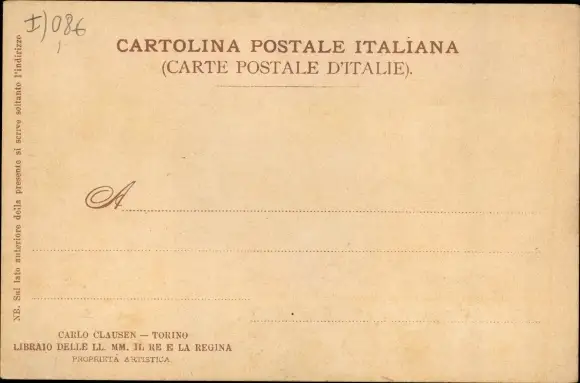 I) 086
CARTOLINA POSTALE ITALIANA
(CARTE POSTALE D'ITALIE).
NB. Sul lato anteriore della presente si scrive soltanto l'indirizzo
A
CARLO CLAUSEN — TORINO
LIBRAIO DELLE LL. MM. IL RE E LA REGINA
PROPRIETÀ ARTISTICA